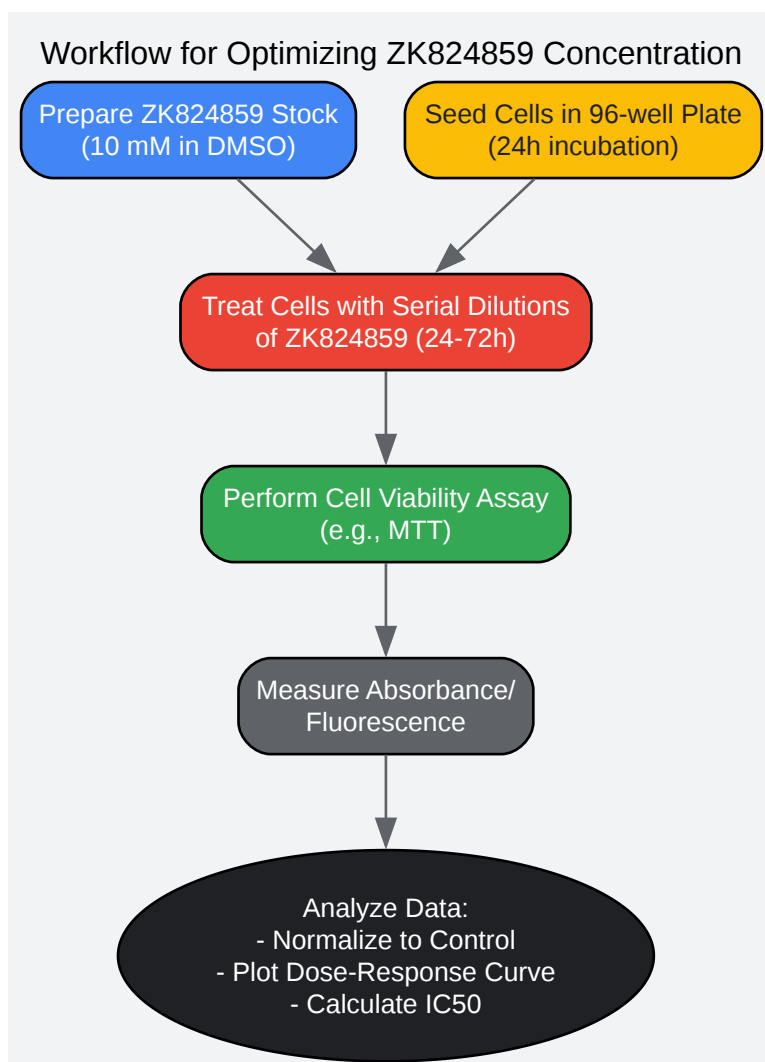 Workflow for Optimizing ZK824859 Concentration
Prepare ZK824859 Stock
(10 mM in DMSO)
Seed Cells in 96-well Plate
(24h incubation)
Treat Cells with Serial Dilutions
of ZK824859 (24-72h)
Perform Cell Viability Assay
(e.g., MTT)
Measure Absorbance/
Fluorescence
Analyze Data:
- Normalize to Control
- Plot Dose-Response Curve
- Calculate IC50